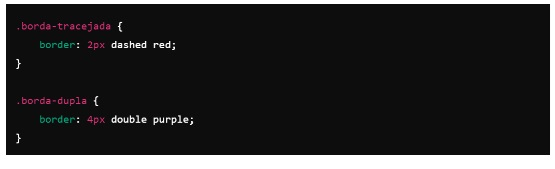 .borda-tracejada {
    border: 2px dashed red;
}

.borda-dupla {
    border: 4px double purple;
}